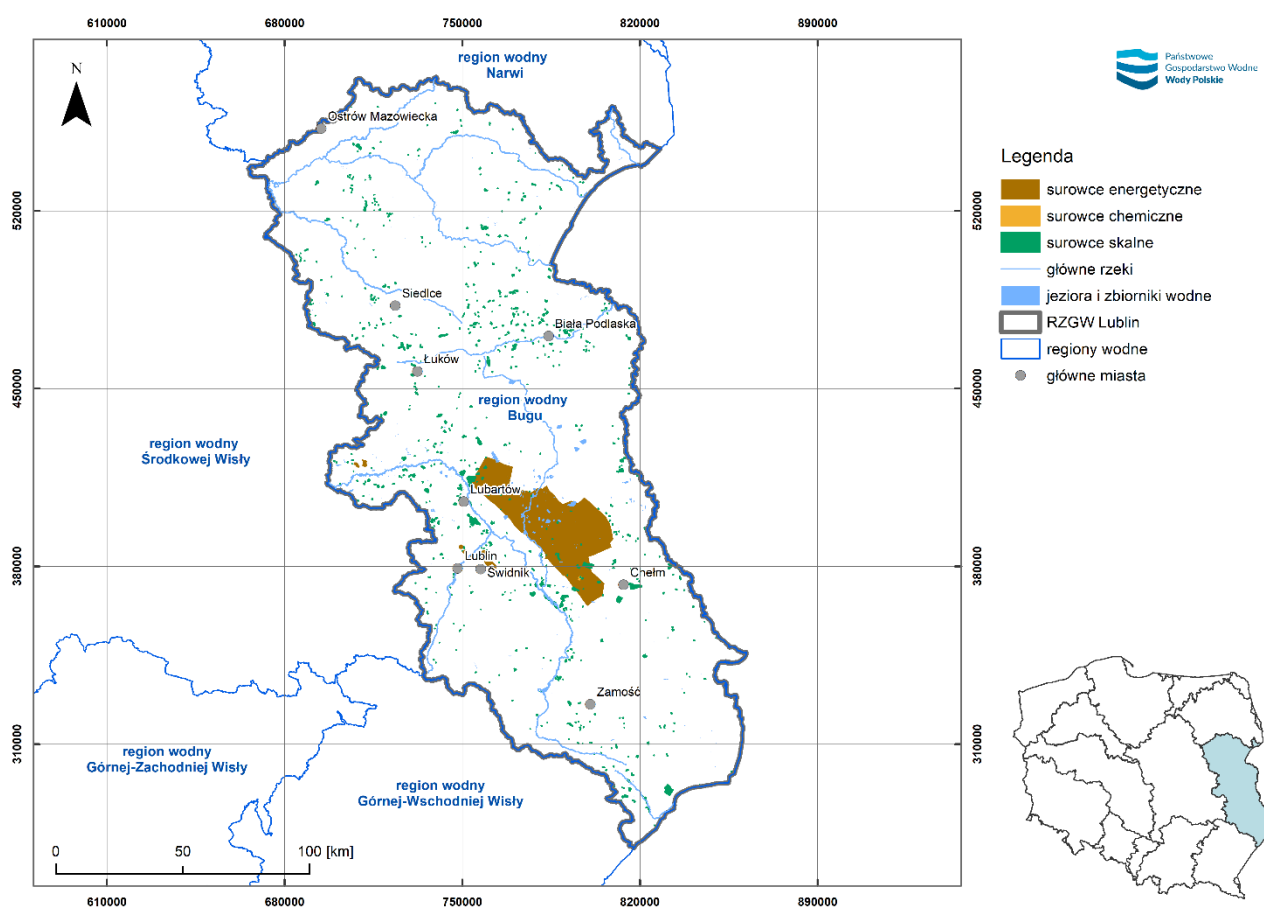 610000 680000 750000 820000 890000
N
region wodny
Narwi
Ostrów Mazowiecka
520000
520000
Siedlce
Biała Podlaska
Łuków
450000
450000
region wodny
Bugu
region wodny
Środkowej Wisły
Lubartów
380000
380000
Lublin
Świdnik
Chełm
Zamość
310000
310000
region wodny
Górnej-Zachodniej Wisły
region wodny
Górnej-Wschodniej Wisły
0 50 100 [km]
610000 680000 750000 820000 890000
Państwowe
Gospodarstwo Wodne
Wody Polskie
Legenda
surowce energetyczne
surowce chemiczne
surowce skalne
główne rzeki
jeziora i zbiorniki wodne
RZGW Lublin
regiony wodne
główne miasta